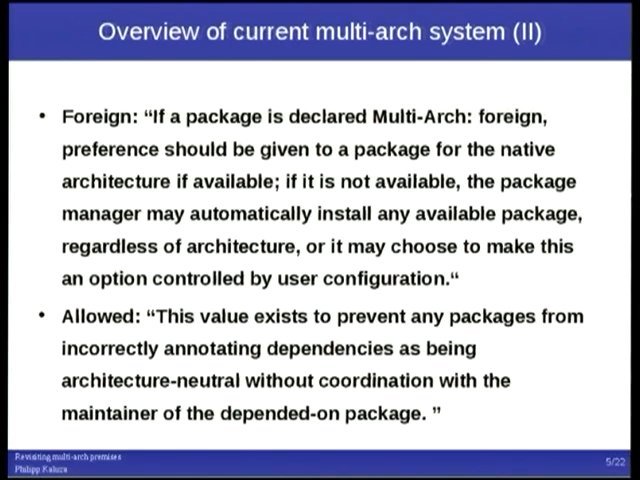 Overview of current multi-arch system (II)
• Foreign: “If a package is declared Multi-Arch: foreign,
preference should be given to a package for the native
architecture if available; if it is not available, the package
manager may automatically install any available package,
regardless of architecture, or it may choose to make this
an option controlled by user configuration.“
• Allowed: “This value exists to prevent any packages from
incorrectly annotating dependencies as being
architecture-neutral without coordination with the
maintainer of the depended-on package. ”
Revisiting multi-arch premises
Philipp Kaluza
5/22